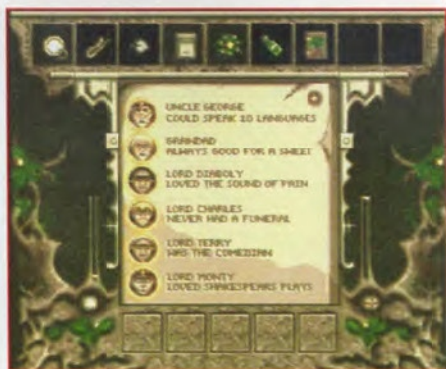 UNCLE GEORGE
COULD SPEAK 10 LANGUAGES
GRANDAD
ALWAYS GOOD FOR A SWEET
LORD DIABOLY
LOVED THE SOUND OF PAIN
LORD CHARLES
NEVER HAD A FUNERAL
LORD TERRY
WAS THE COMEDIAN
LORD MONTY
LOVED SHAKESPEARS PLAYS